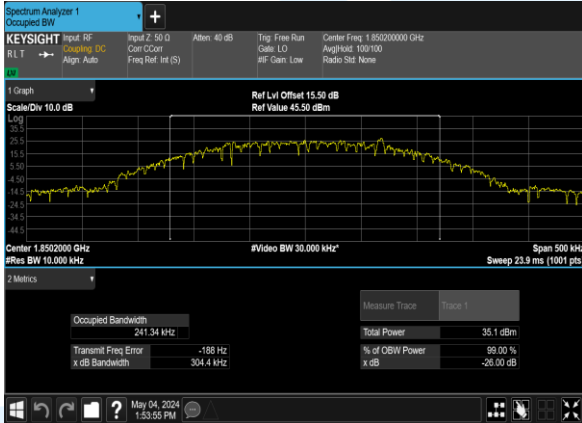 Spectrum Analyzer 1
Occupied BW
KEYSIGHT Input: RF Input Z: 50 Ω Atten: 40 dB Trig: Free Run Center Freq: 1.850200000 GHz
RLT Coupling: DC Corr CCorr Gate: LO Avg|Hold: 100/100
Align: Auto Freq Ref: Int (S) #IF Gain: Low Radio Std: None
1 Graph
Ref Lvl Offset 15.50 dB
Scale/Div 10.0 dB Ref Value 45.50 dBm
Log
35.5
25.5
15.5
5.50
-4.50
-14.5
-24.5
-34.5
-44.5
Center 1.8502000 GHz #Video BW 30.000 kHz* Span 500 kHz
#Res BW 10.000 kHz Sweep 23.9 ms (1001 pts
2 Metrics
Measure Trace Trace 1
Occupied Bandwidth
241.34 kHz Total Power 35.1 dBm
Transmit Freq Error -188 Hz % of OBW Power 99.00 %
x dB Bandwidth 304.4 kHz x dB -26.00 dB
? May 04, 2024
1:53:55 PM